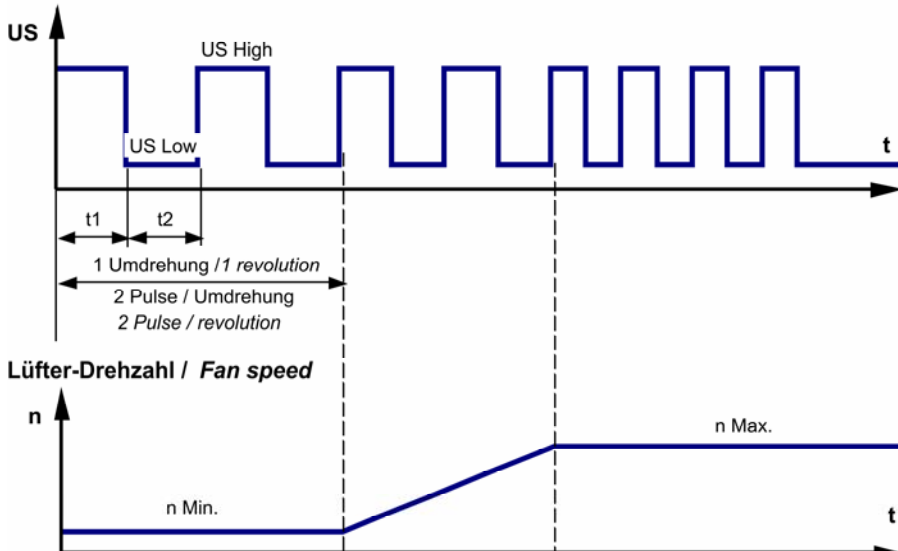 US
US High
US Low
t
t1
t2
1 Umdrehung /1 revolution
2 Pulse / Umdrehung
2 Pulse / revolution
Lüfter-Drehzahl / Fan speed
n
n Max.
n Min.
t